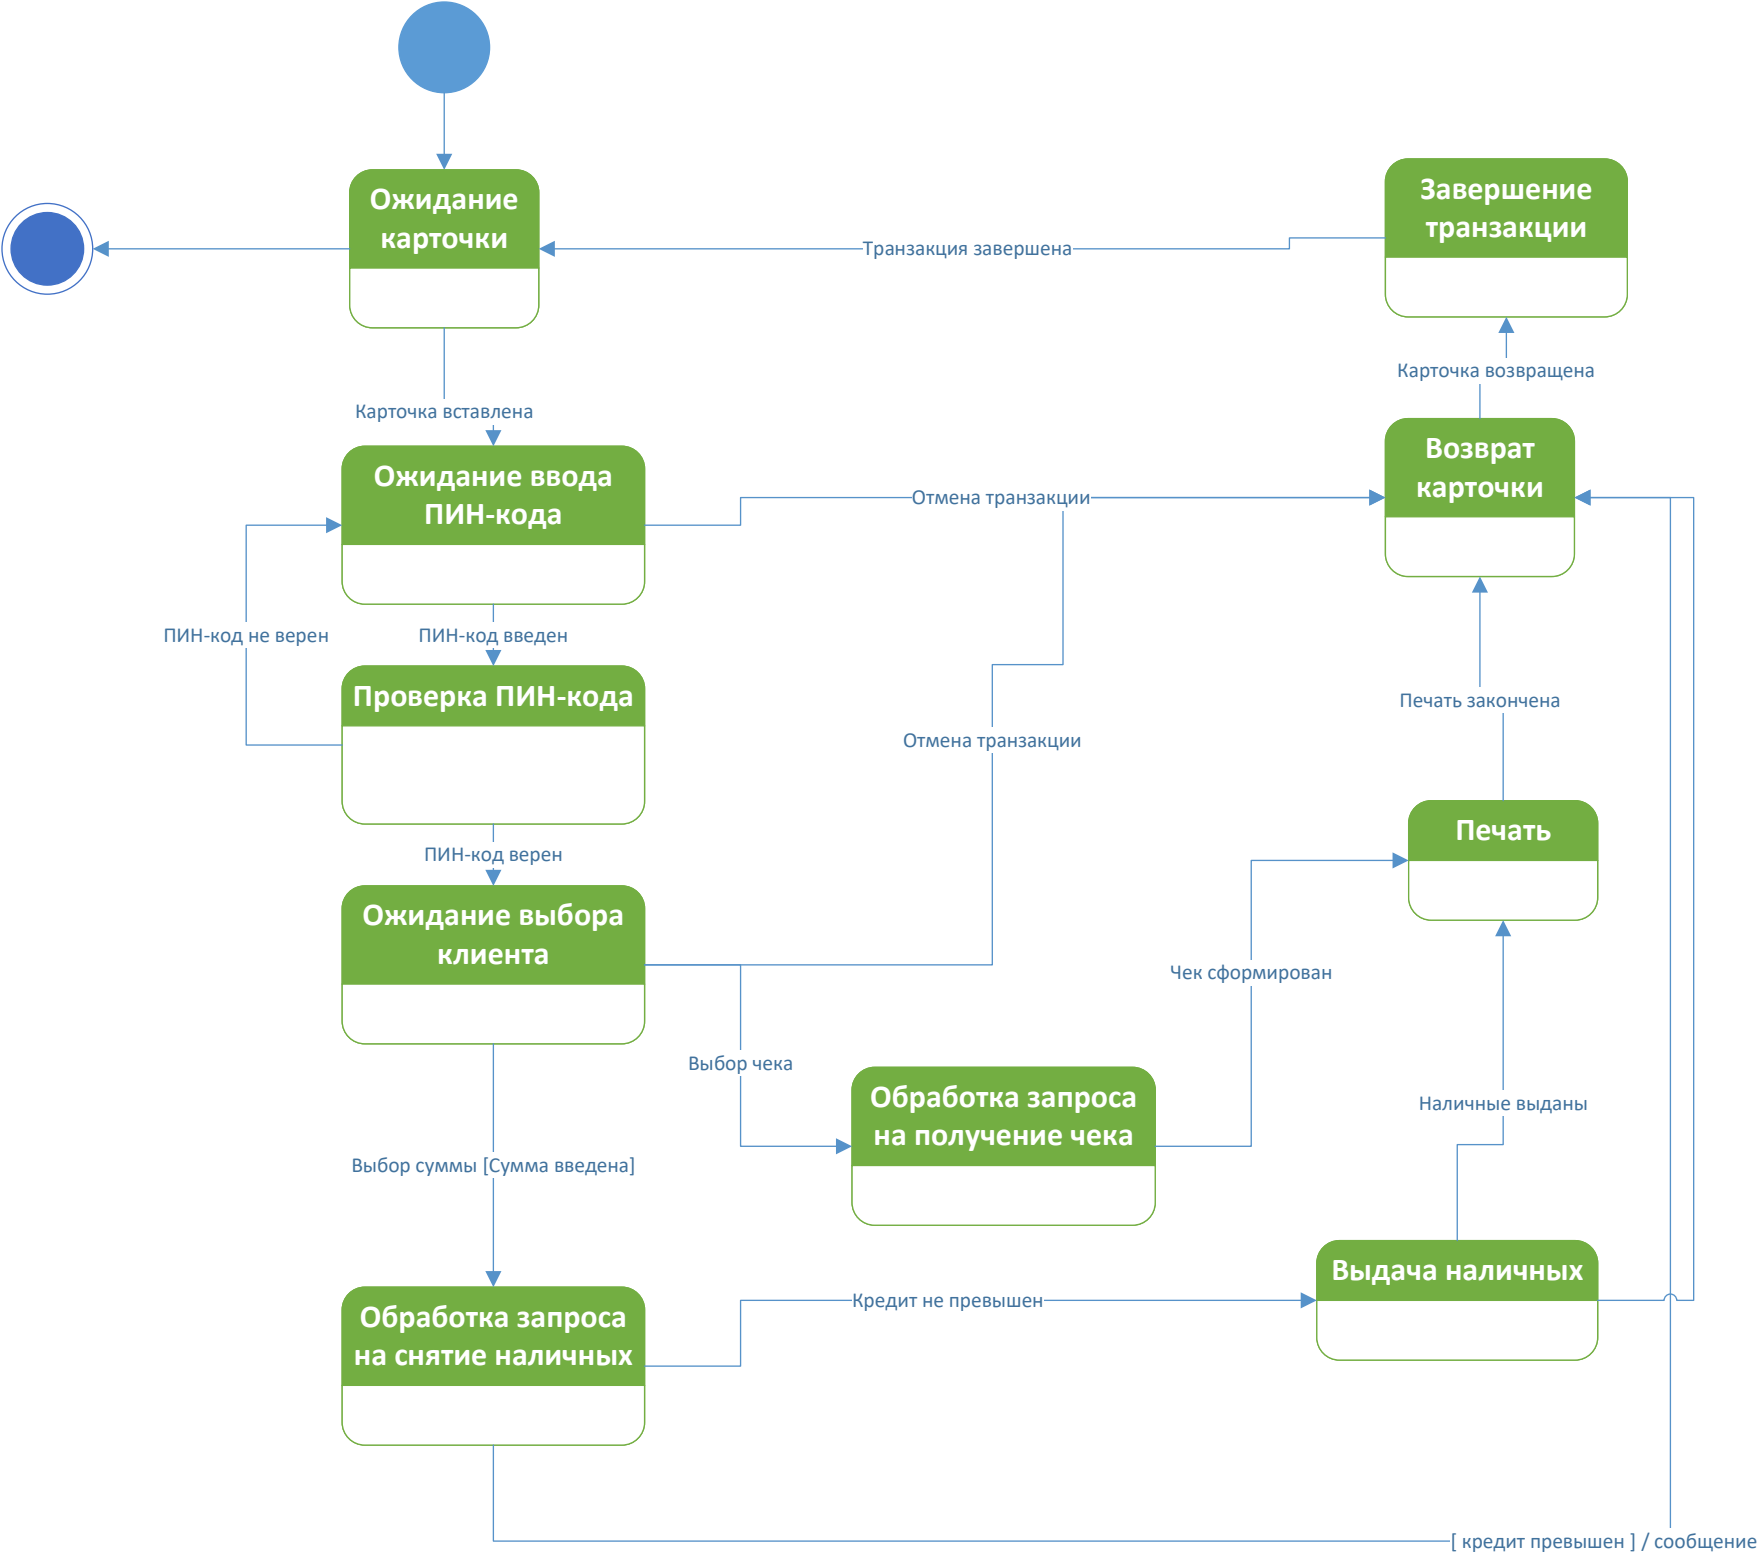 Ожидание
карточки
Завершение
транзакции
Транзакция завершена
Карточка возвращена
Карточка вставлена
Ожидание ввода
ПИН-кода
Отмена транзакции
Возврат
карточки
ПИН-код не верен
ПИН-код введен
Проверка ПИН-кода
Печать закончена
Отмена транзакции
ПИН-код верен
Печать
Ожидание выбора
клиента
Чек сформирован
Выбор чека
Обработка запроса
на получение чека
Наличные выданы
Выбор суммы [Сумма введена]
Выдача наличных
Кредит не превышен
Обработка запроса
на снятие наличных
[ кредит превышен ] / сообщение